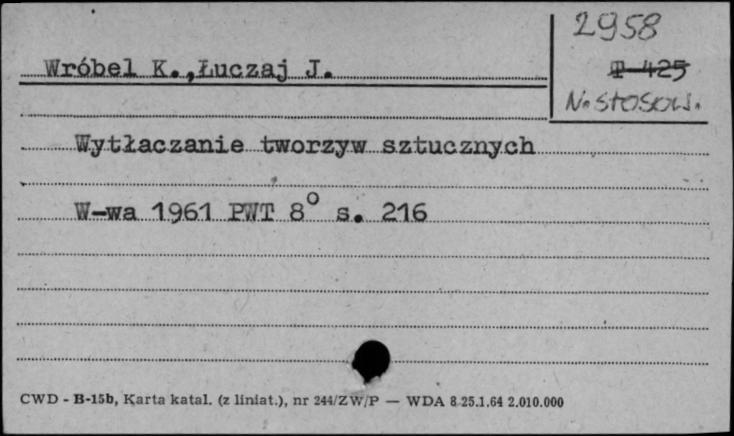 2958
T-425
N. stosow.
Wróbel K.,Łuczaj J.
Wytłaczanie tworzyw sztucznych
W-wa 1961 PWT 8° s. 216
CWD - B-15b, Karta katal. (z liniat.), nr 244/ZW/P — WDA 8 25.1.64 2.010.000